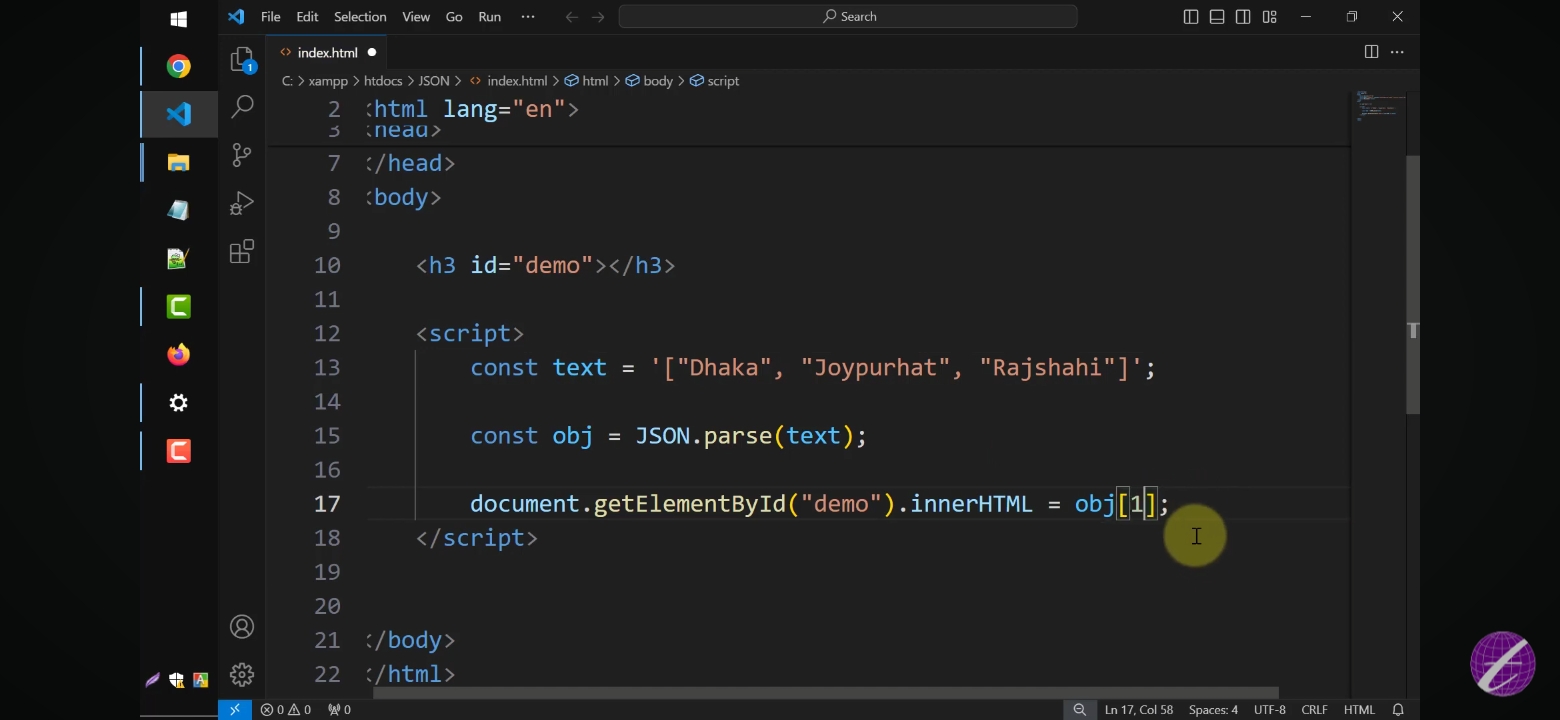 File Edit Selection View Go Run ··· Search
index.html
1
C: > xampp > htdocs > JSON > index.html > html > body > script
2 <html lang="en">
3 <head>
7 </head>
8 <body>
9
10 <h3 id="demo"></h3>
11
12 <script>
13 const text = '["Dhaka", "Joypurhat", "Rajshahi"]';
14
15 const obj = JSON.parse(text);
16
17 document.getElementById("demo").innerHTML = obj[1];
18 </script>
19
20
21 </body>
22 </html>
0 0 0 Ln 17, Col 58 Spaces: 4 UTF-8 CRLF HTML